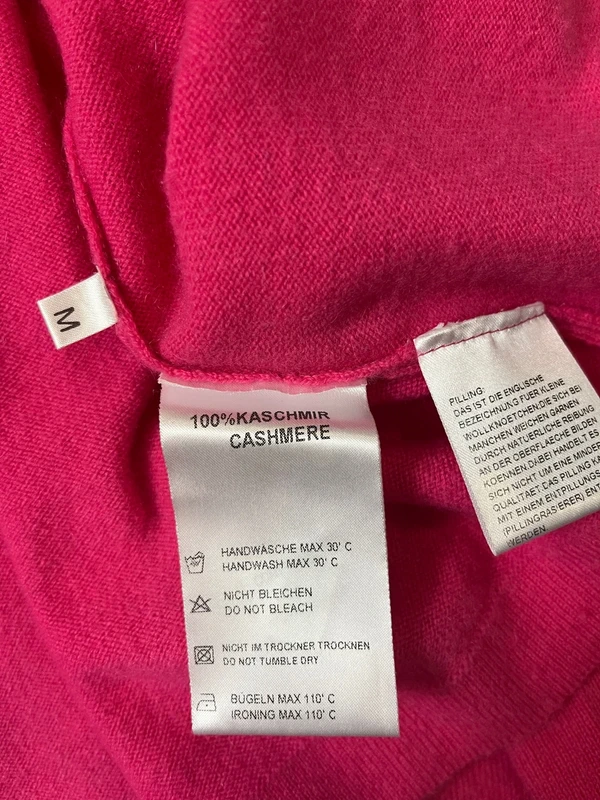 M
100%KASCHMIR
CASHMERE
HANDWÄSCHE MAX 30' C
HANDWASH MAX 30' C
NICHT BLEICHEN
DO NOT BLEACH
NICHT IM TROCKNER TROCKNEN
DO NOT TUMBLE DRY
BÜGELN MAX 110' C
IRONING MAX 110' C
PILLING:
DAS IST DIE ENGLISCHE
BEZEICHNUNG FUER KLEINE
WOLLKNOETCHEN,DIE SICH BEI
MANCHEN WEICHEN GARNEN
DURCH NATUERLICHE REIBUNG
AN DER OBERFLAECHE BILDEN
KOENNEN.DABEI HANDELT ES
SICH NICHT UM EINE MINDER
QUALITAET.DAS PILLING KA
MIT EINEM ENTPILLUNGS
(PILLINGRASIERER) ENT
WERDEN